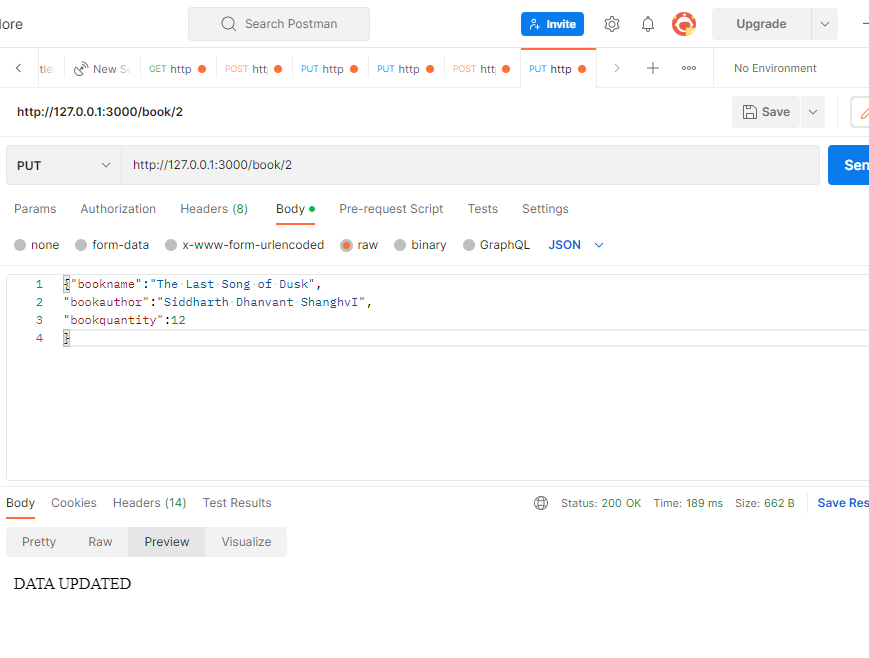 lore Search Postman Invite Upgrade
New S GET http POST htt PUT http PUT http POST htt PUT http No Environment
http://127.0.0.1:3000/book/2 Save
PUT http://127.0.0.1:3000/book/2 Sen
Params Authorization Headers (8) Body Pre-request Script Tests Settings
none form-data x-www-form-urlencoded raw binary GraphQL JSON
1 {"bookname":"The Last Song of Dusk",
2 "bookauthor":"Siddharth Dhanvant ShanghvI",
3 "bookquantity":12
4 }
Body Cookies Headers (14) Test Results Status: 200 OK Time: 189 ms Size: 662 B Save Res
Pretty Raw Preview Visualize
DATA UPDATED